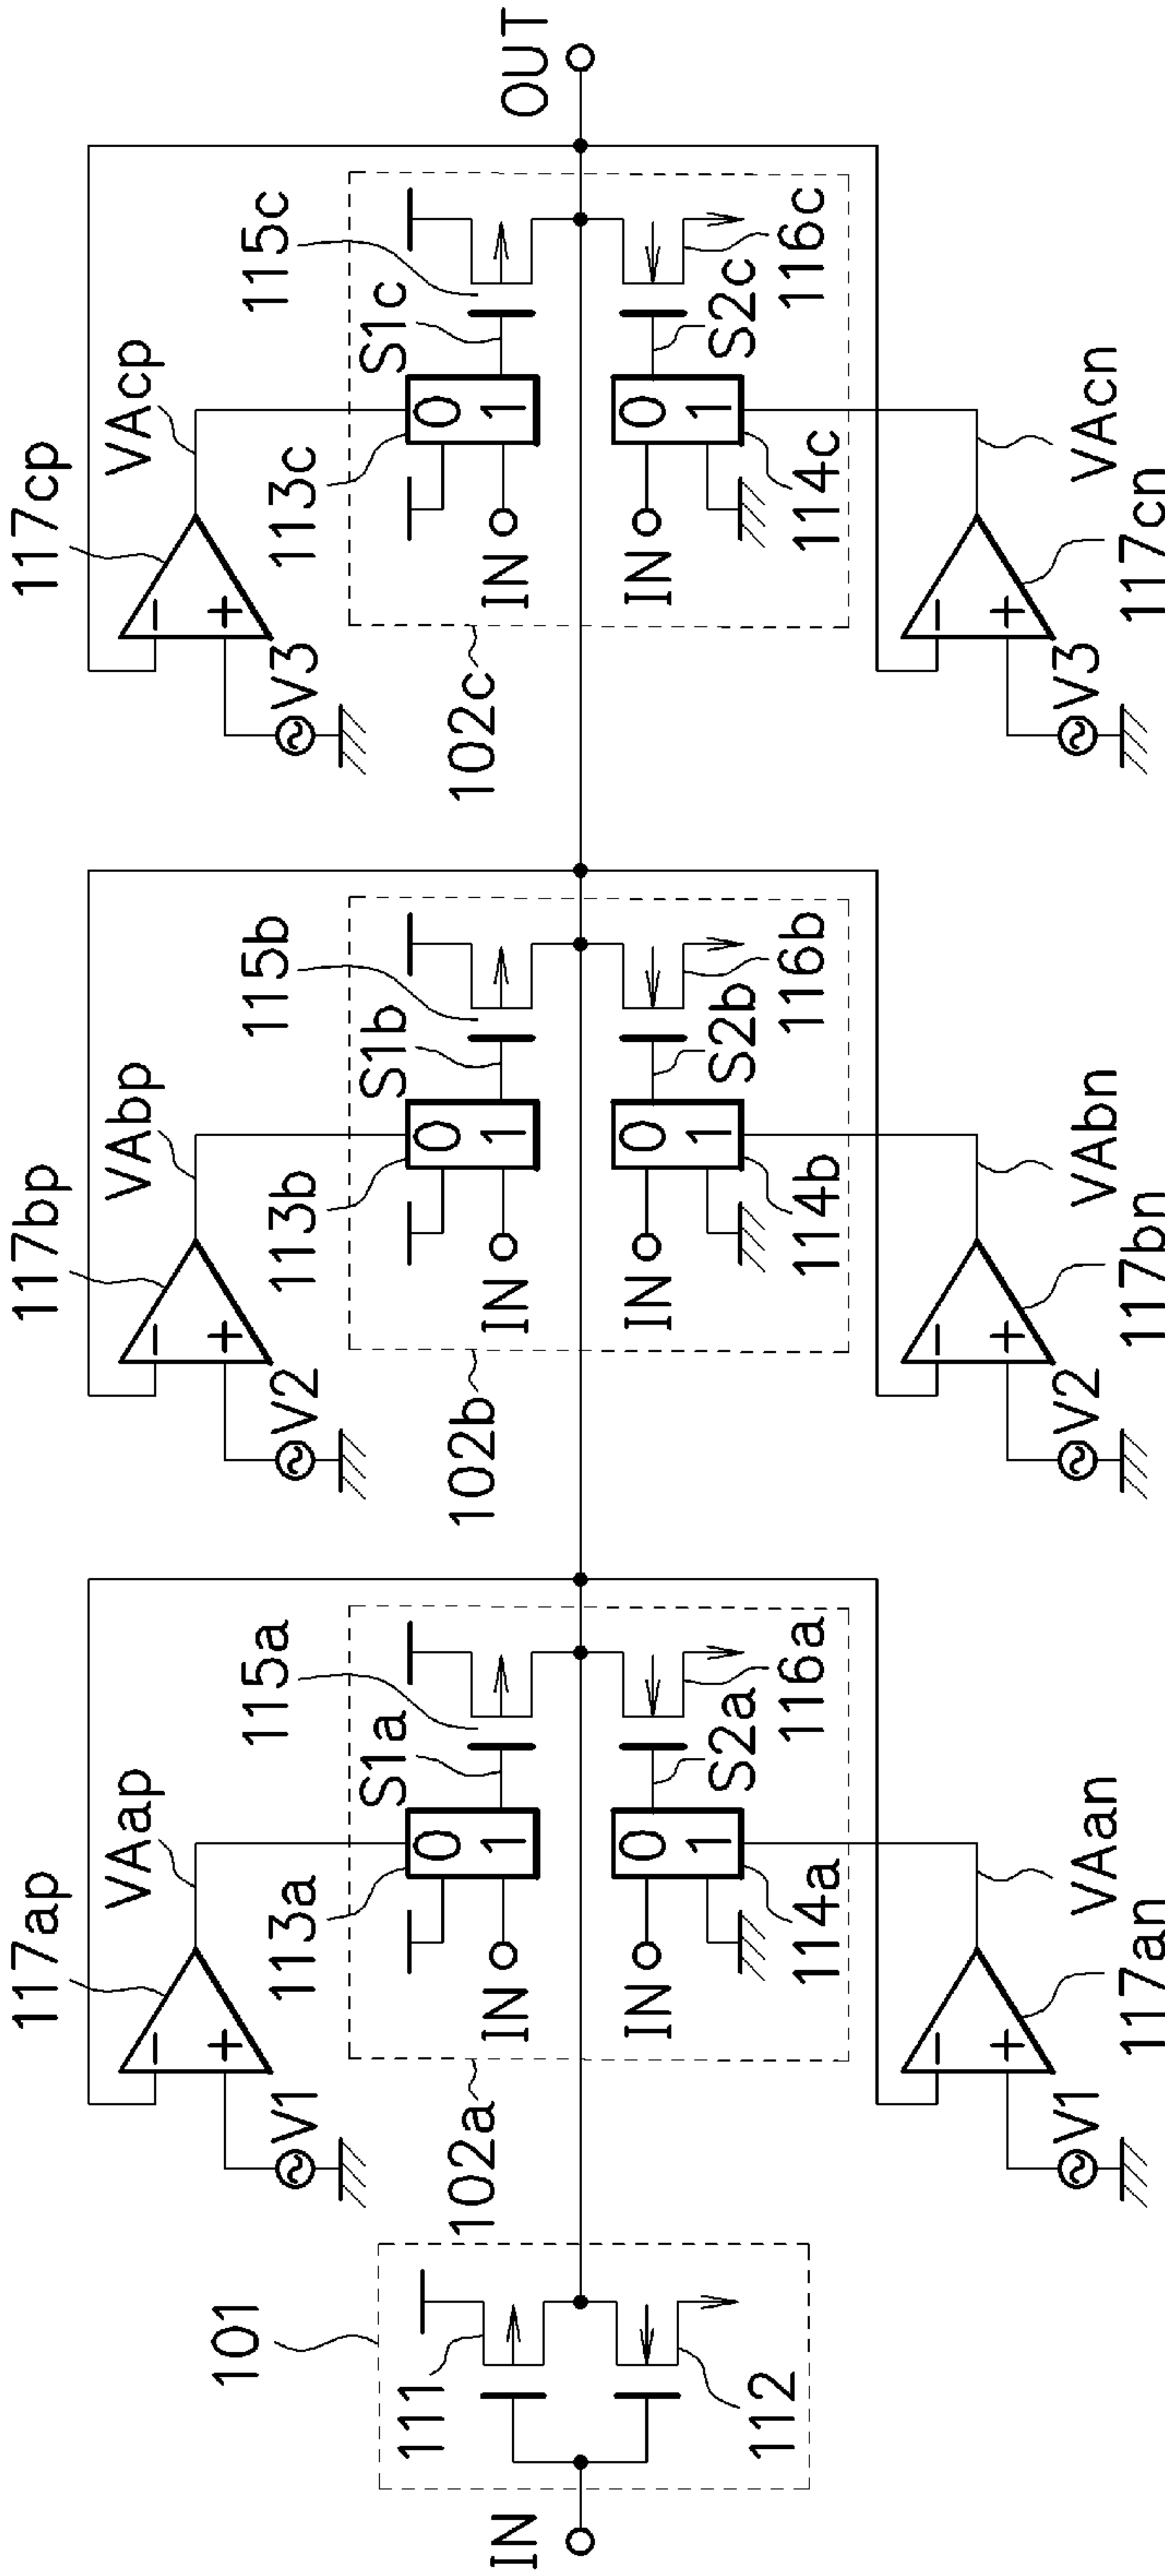 117ap
VAap
117bp
VAbp
117cp
VAcp
V1
V2
V3
101
115a
115b
115c
113a
S1a
113b
S1b
113c
S1c
0
1
0
1
0
1
111
IN
IN
IN
102a
102b
102c
IN
OUT
IN
IN
IN
0
1
0
1
0
1
112
114a
S2a
116a
114b
S2b
116b
114c
S2c
116c
−
+
−
+
−
+
−
+
−
+
−
+
V1
VAan
V2
VAbn
V3
VAcn
117an
117bn
117cn